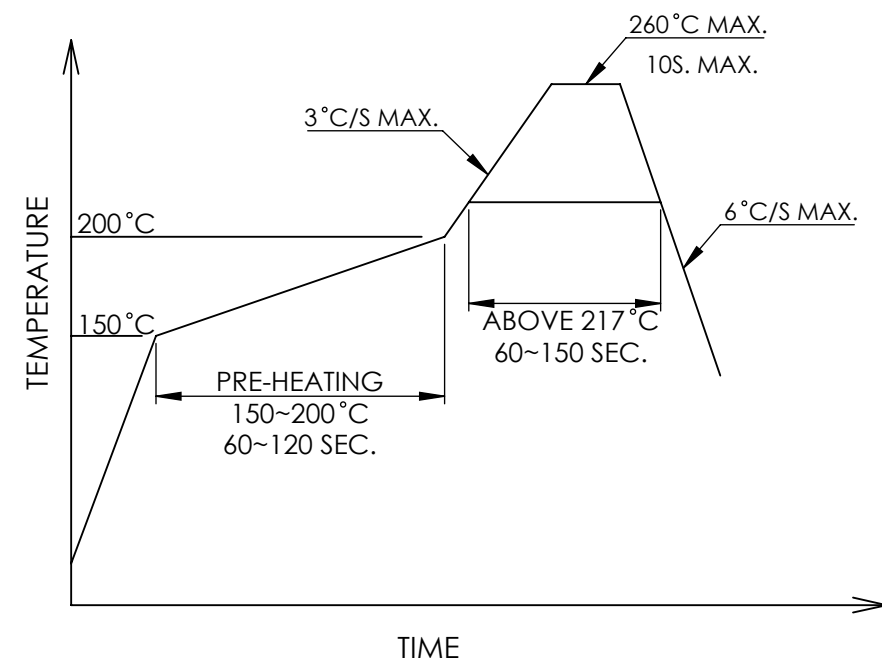 260°C MAX.
10S. MAX.
3°C/S MAX.
200°C
6°C/S MAX.
150°C
ABOVE 217°C
60~150 SEC.
PRE-HEATING
150~200°C
60~120 SEC.
TEMPERATURE
TIME